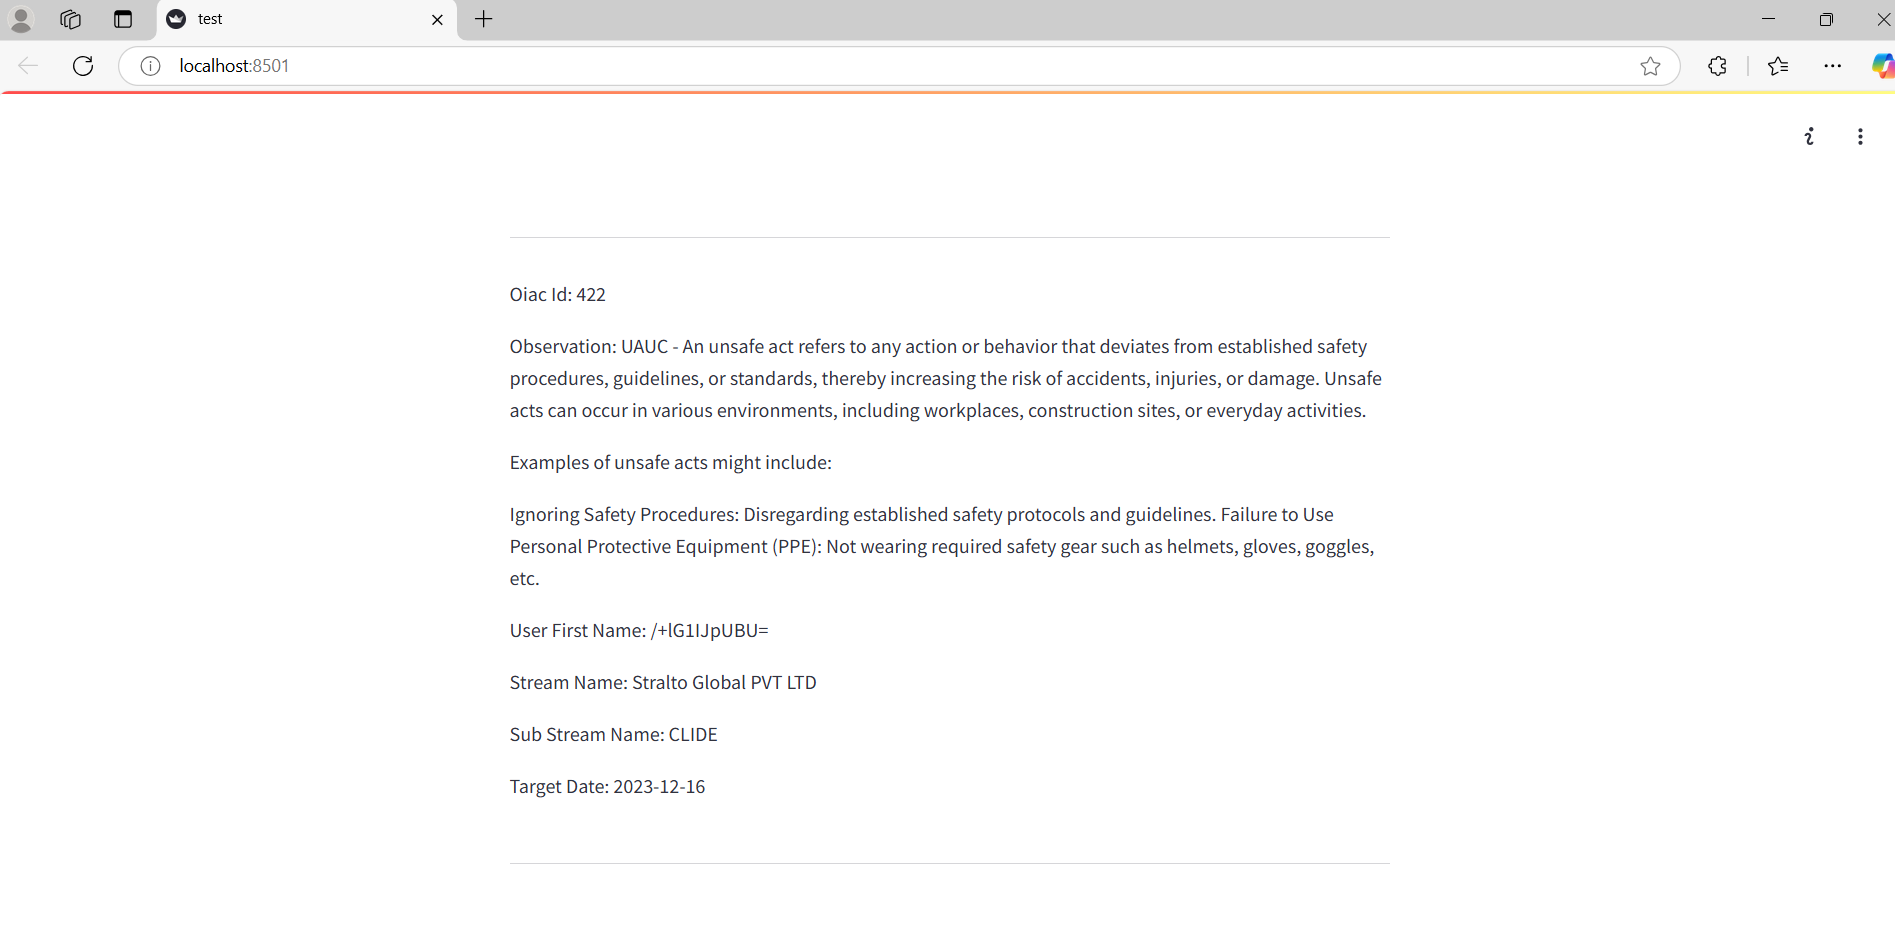 test
localhost:8501
Oiac Id: 422
Observation: UAUC - An unsafe act refers to any action or behavior that deviates from established safety
procedures, guidelines, or standards, thereby increasing the risk of accidents, injuries, or damage. Unsafe
acts can occur in various environments, including workplaces, construction sites, or everyday activities.
Examples of unsafe acts might include:
Ignoring Safety Procedures: Disregarding established safety protocols and guidelines. Failure to Use
Personal Protective Equipment (PPE): Not wearing required safety gear such as helmets, gloves, goggles,
etc.
User First Name: /+lG1IJpUBU=
Stream Name: Stralto Global PVT LTD
Sub Stream Name: CLIDE
Target Date: 2023-12-16